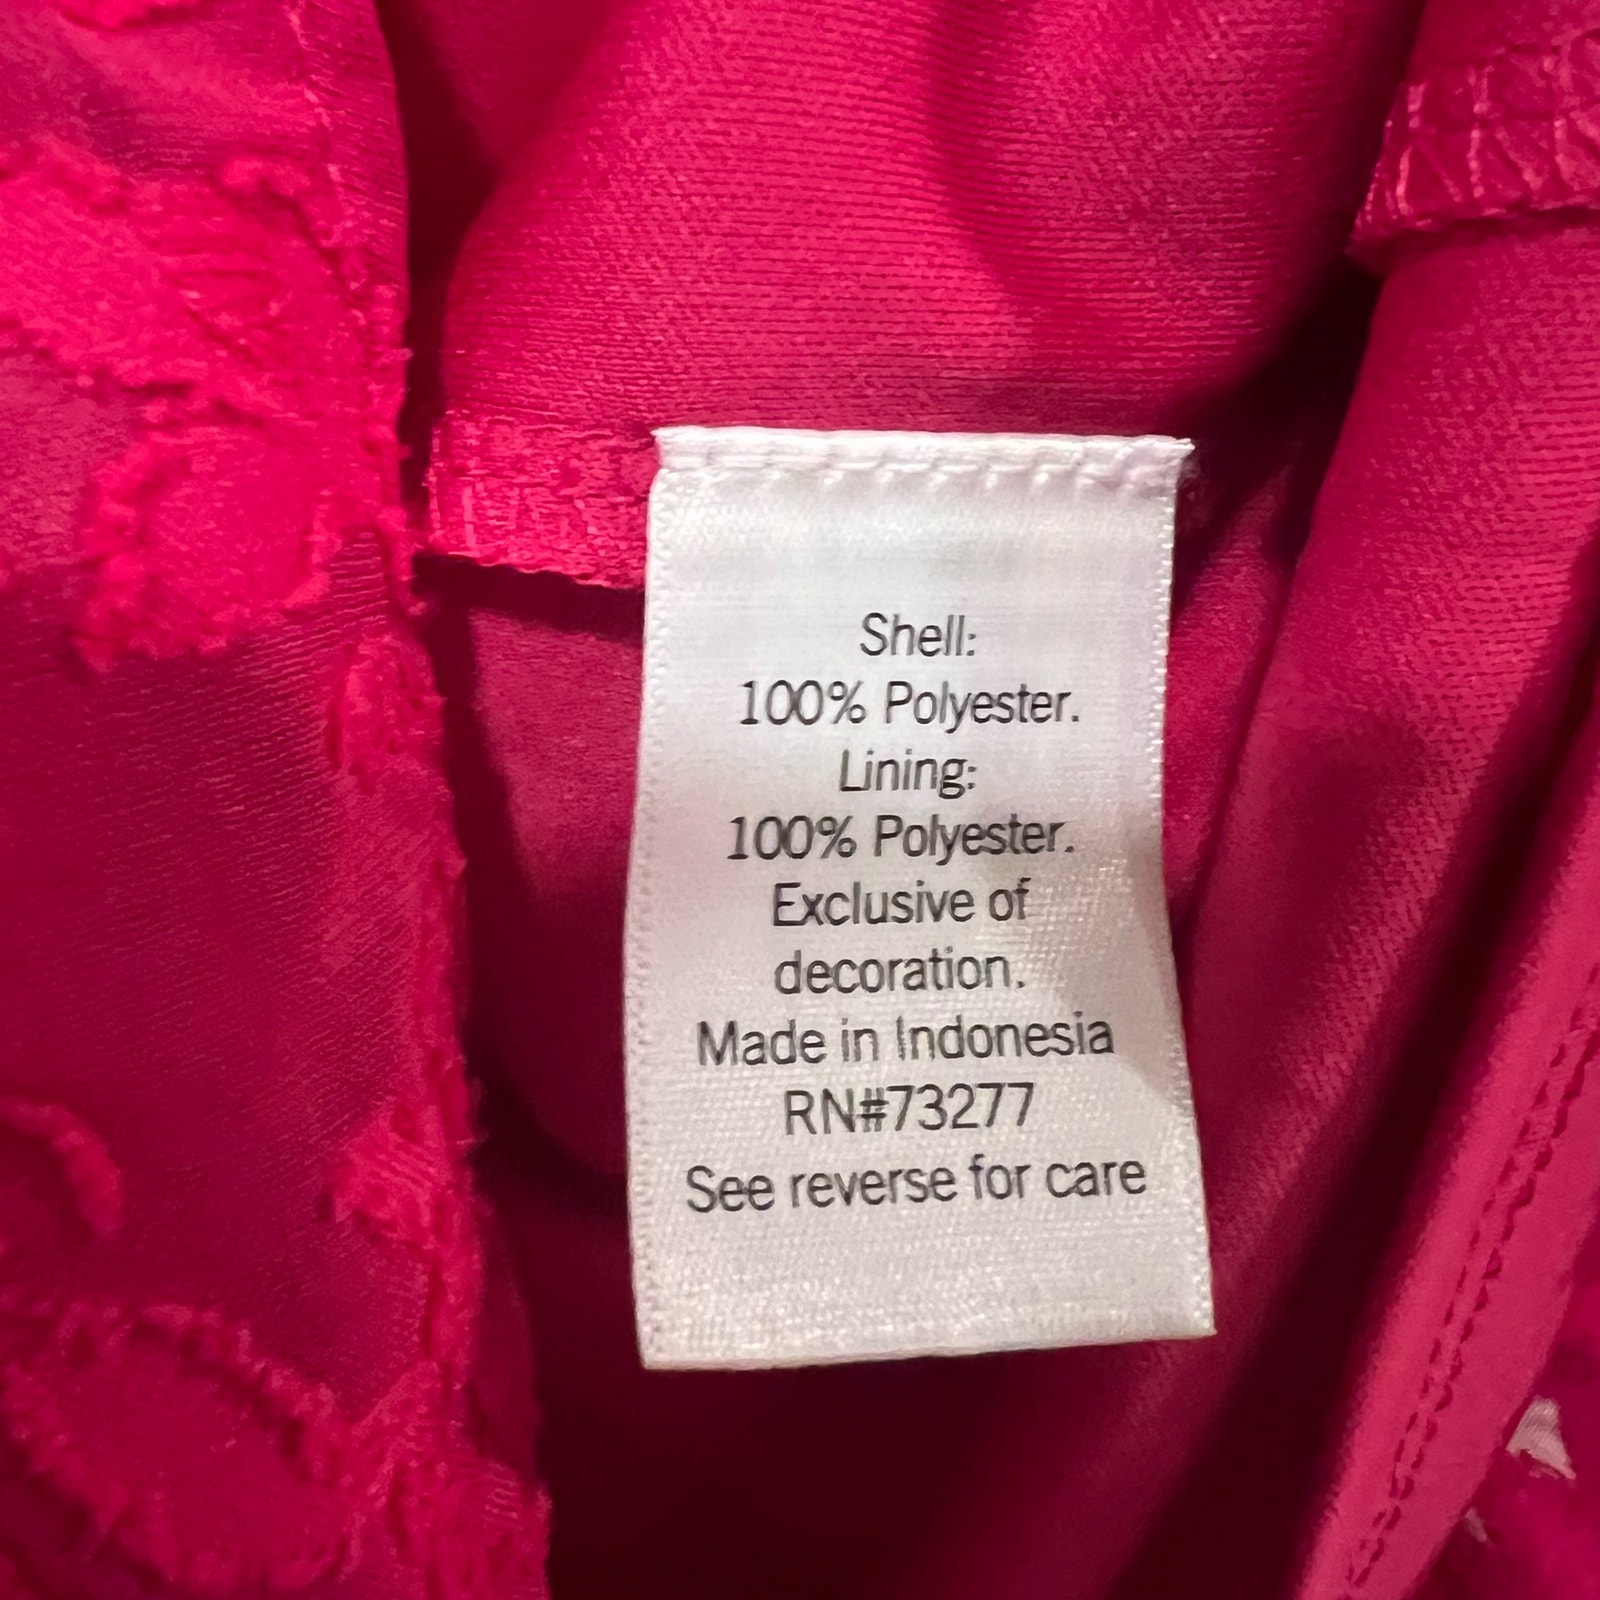 Shell:
100% Polyester.
Lining:
100% Polyester.
Exclusive of
decoration.
Made in Indonesia
RN#73277
See reverse for care